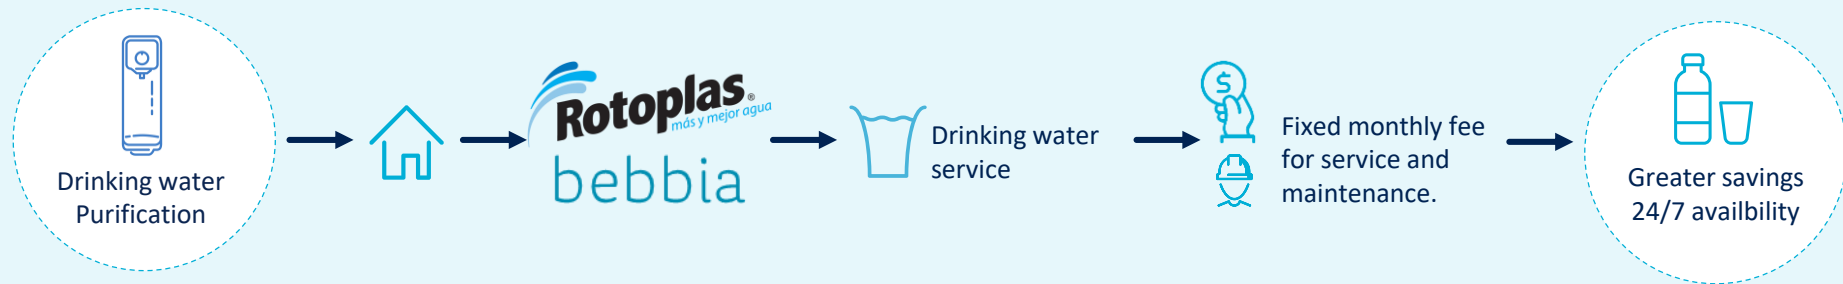 Drinking water
Purification
Rotoplas®
más y mejor agua
bebbia
Drinking water
service
$
Fixed monthly fee
for service and
maintenance.
Greater savings
24/7 availbility